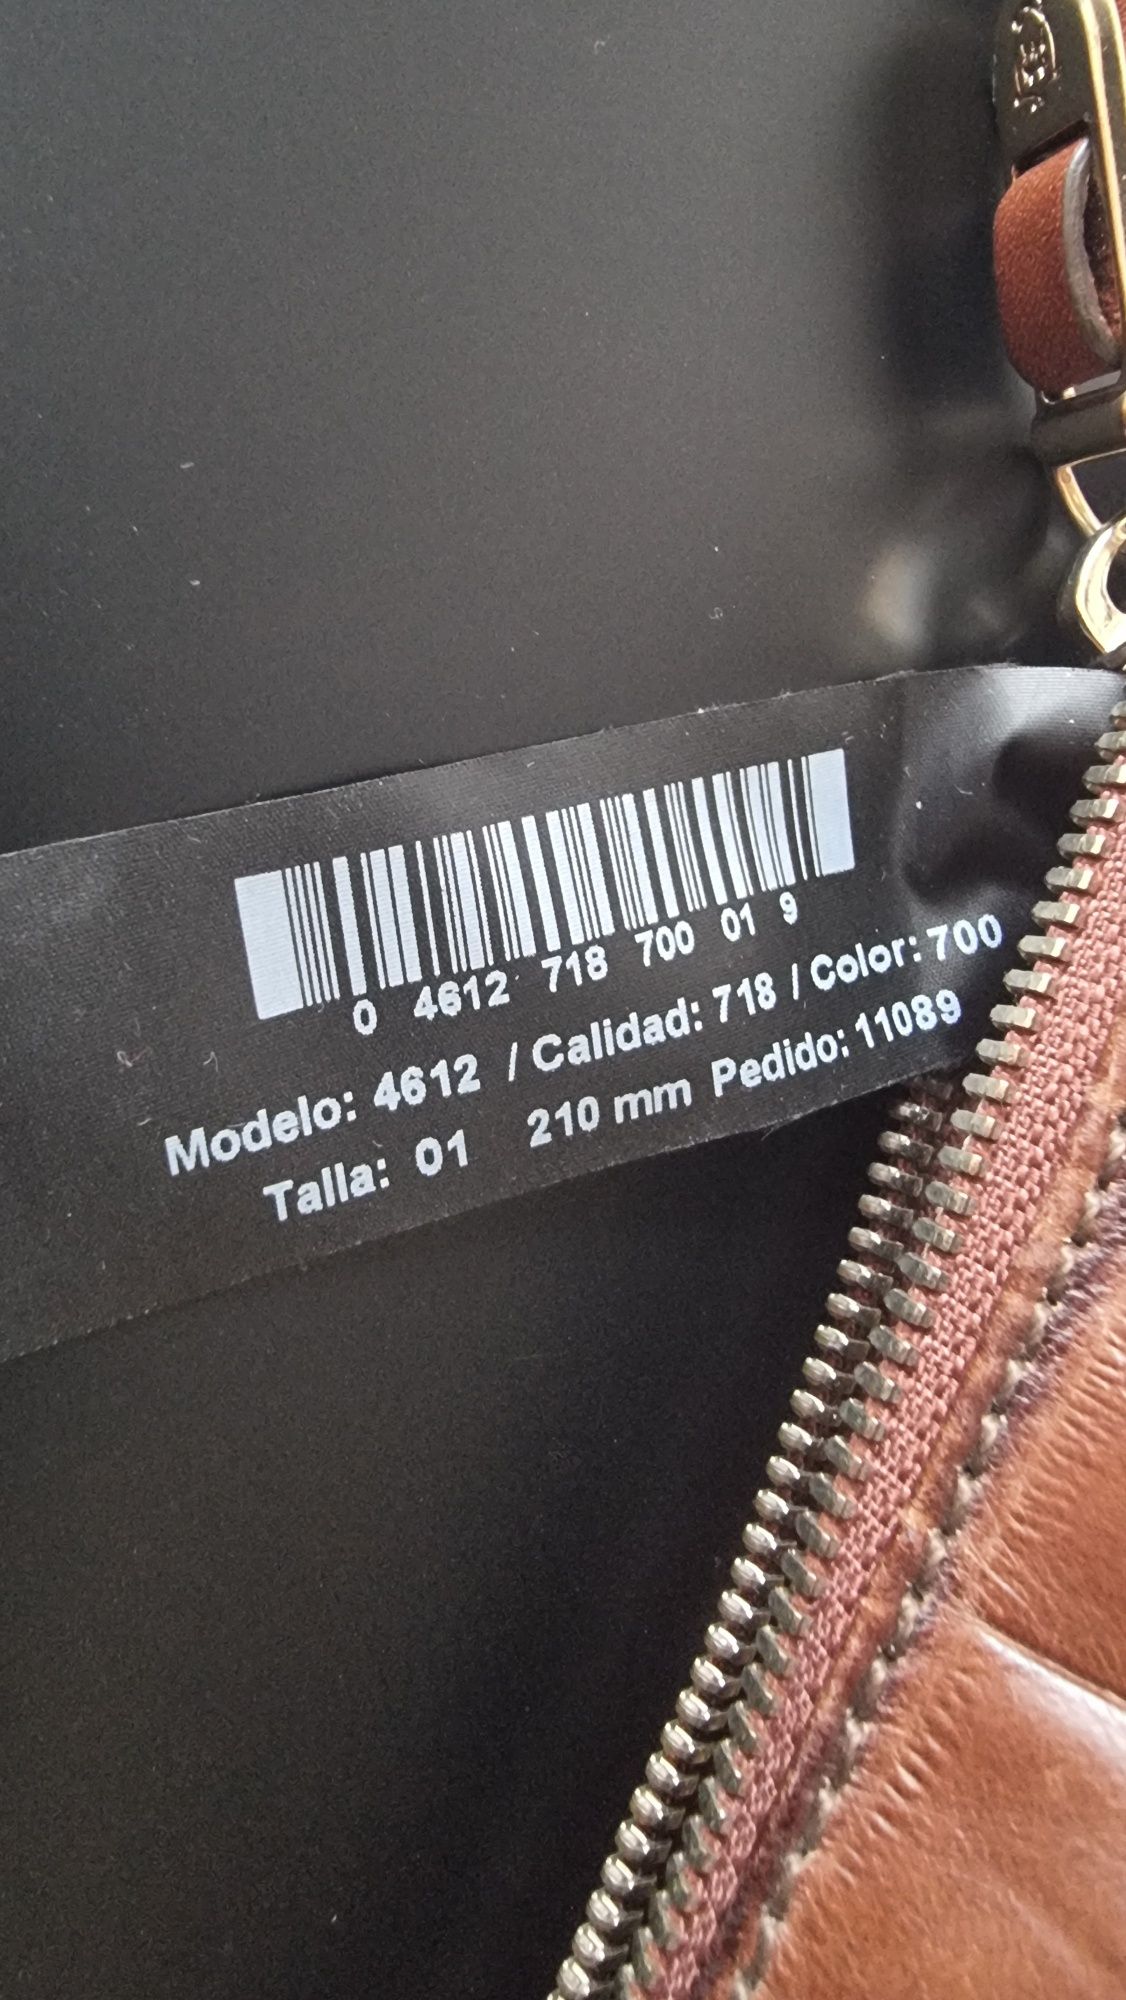 0 4612 718 700 01 9
Modelo: 4612 / Calidad: 718 / Color: 700
Talla: 01 210 mm Pedido: 11089